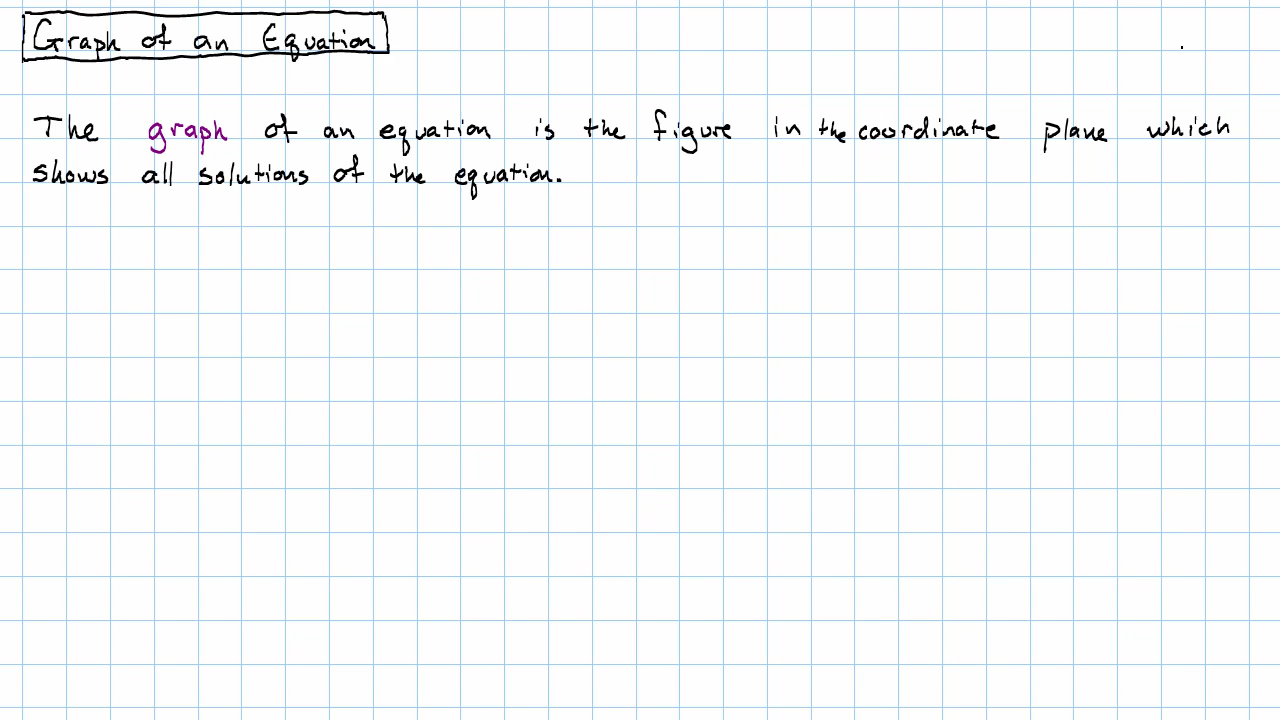 Graph of an Equation
The graph of an equation is the figure in the coordinate plane which
shows all solutions of the equation.